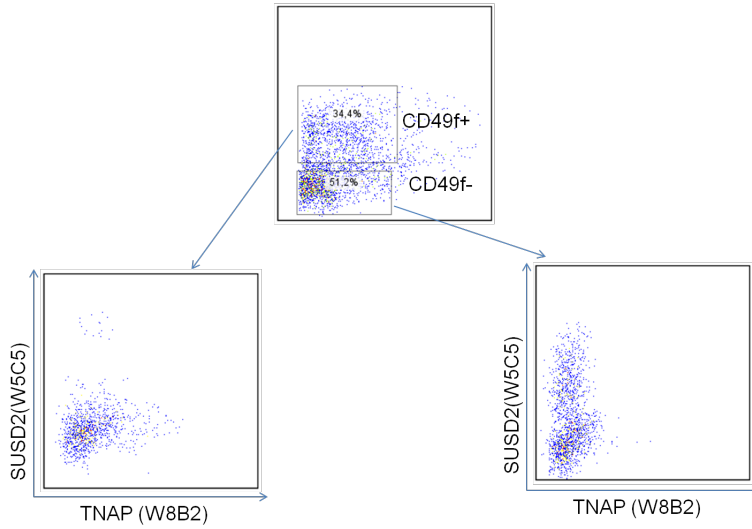 34,4%
CD49f+
51,2%
CD49f-
SUSD2(W5C5)
TNAP (W8B2)
SUSD2(W5C5)
TNAP (W8B2)